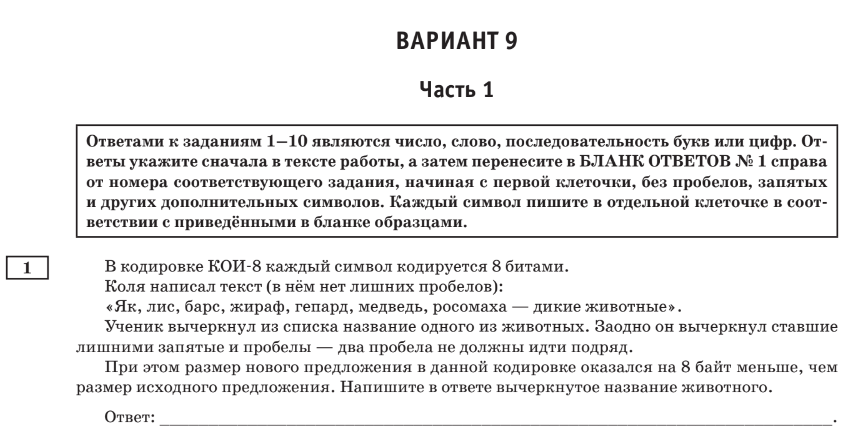 ВАРИАНТ 9
Часть 1
Ответами к заданиям 1–10 являются число, слово, последовательность букв или цифр. От-
веты укажите сначала в тексте работы, а затем перенесите в БЛАНК ОТВЕТОВ № 1 справа
от номера соответствующего задания, начиная с первой клеточки, без пробелов, запятых
и других дополнительных символов. Каждый символ пишите в отдельной клеточке в соот-
ветствии с приведёнными в бланке образцами.
1
В кодировке КОИ-8 каждый символ кодируется 8 битами.
Коля написал текст (в нём нет лишних пробелов):
«Як, лис, барс, жираф, гепард, медведь, росомаха — дикие животные».
Ученик вычеркнул из списка название одного из животных. Заодно он вычеркнул ставшие
лишними запятые и пробелы — два пробела не должны идти подряд.
При этом размер нового предложения в данной кодировке оказался на 8 байт меньше, чем
размер исходного предложения. Напишите в ответе вычеркнутое название животного.
Ответ: ______________________________.